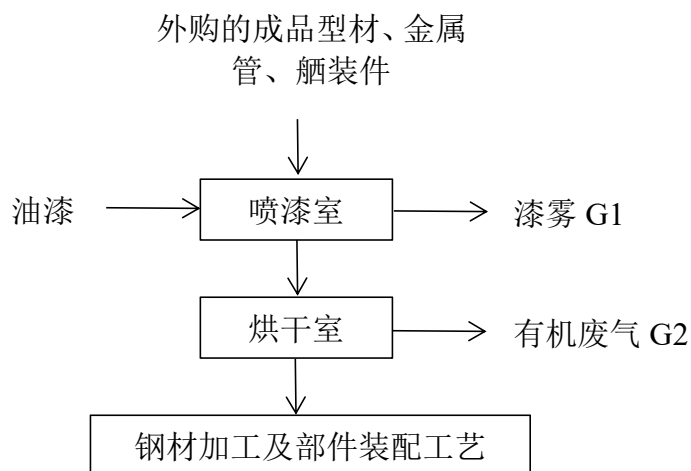 外购的成品型材、金属
管、舾装件
油漆
喷漆室
漆雾 G1
烘干室
有机废气 G2
钢材加工及部件装配工艺